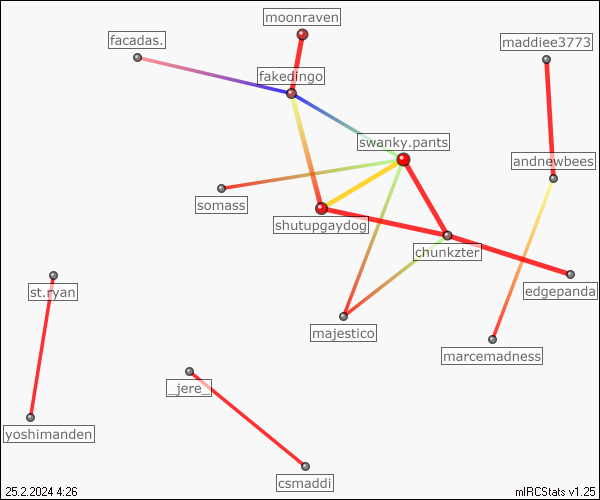 moonraven
facadas.
maddiee3773
fakedingo
swanky.pants
andnewbees
somass
shutupgaydog
chunkzter
st.ryan
edgepanda
majestico
marcemadness
_jere_
yoshimanden
csmaddi
25.2.2024 4:26
mIRCStats v1.25